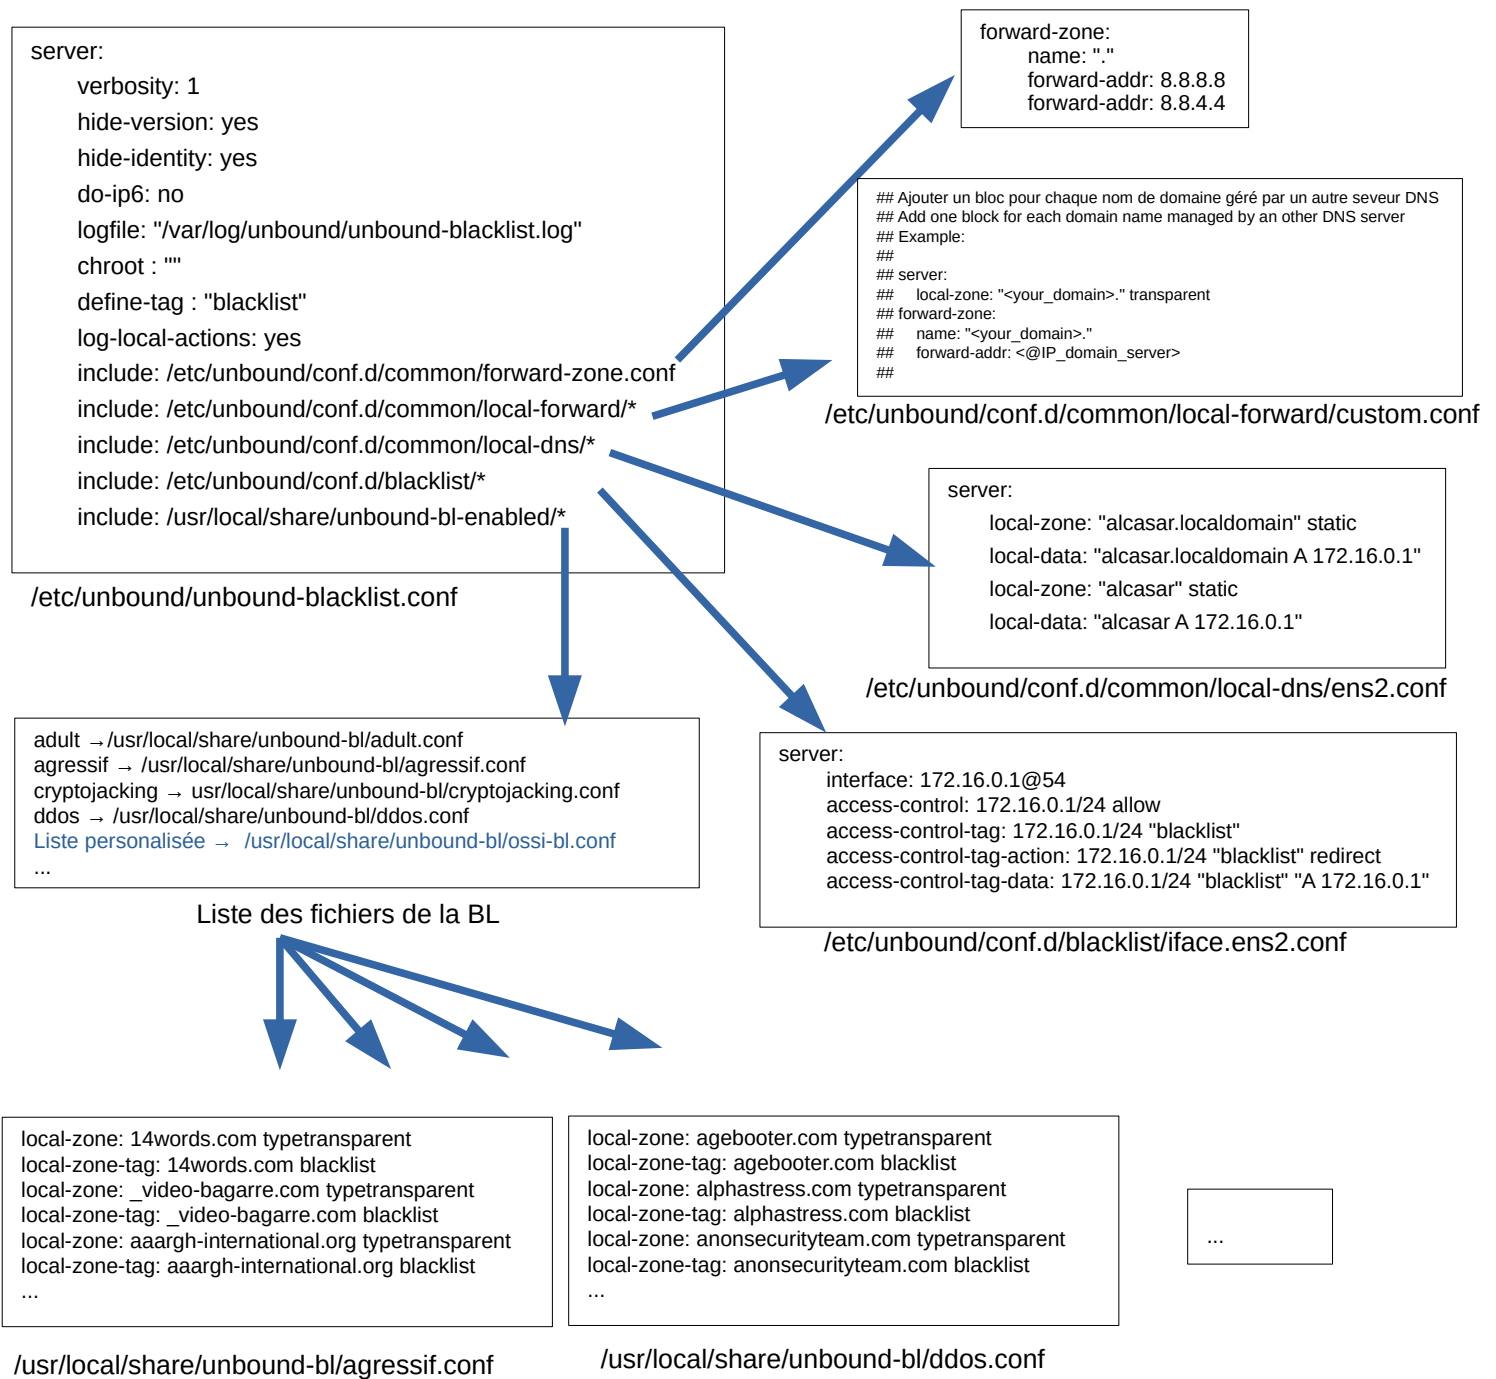 server:
verbosity: 1
hide-version: yes
hide-identity: yes
do-ip6: no
logfile: "/var/log/unbound/unbound-blacklist.log"
chroot : ""
define-tag : "blacklist"
log-local-actions: yes
include: /etc/unbound/conf.d/common/forward-zone.conf
include: /etc/unbound/conf.d/common/local-forward/*
include: /etc/unbound/conf.d/common/local-dns/*
include: /etc/unbound/conf.d/blacklist/*
include: /usr/local/share/unbound-bl-enabled/*
/etc/unbound/unbound-blacklist.conf
forward-zone:
name: "."
forward-addr: 8.8.8.8
forward-addr: 8.8.4.4
## Ajouter un bloc pour chaque nom de domaine géré par un autre seveur DNS
## Add one block for each domain name managed by an other DNS server
## Example:
##
## server:
## local-zone: "<your_domain>." transparent
## forward-zone:
## name: "<your_domain>."
## forward-addr: <@IP_domain_server>
##
/etc/unbound/conf.d/common/local-forward/custom.conf
server:
local-zone: "alcasar.localdomain" static
local-data: "alcasar.localdomain A 172.16.0.1"
local-zone: "alcasar" static
local-data: "alcasar A 172.16.0.1"
/etc/unbound/conf.d/common/local-dns/ens2.conf
adult →/usr/local/share/unbound-bl/adult.conf
agressif → /usr/local/share/unbound-bl/agressif.conf
cryptojacking → usr/local/share/unbound-bl/cryptojacking.conf
ddos → /usr/local/share/unbound-bl/ddos.conf
Liste personalisée → /usr/local/share/unbound-bl/ossi-bl.conf
...
Liste des fichiers de la BL
server:
interface: 172.16.0.1@54
access-control: 172.16.0.1/24 allow
access-control-tag: 172.16.0.1/24 "blacklist"
access-control-tag-action: 172.16.0.1/24 "blacklist" redirect
access-control-tag-data: 172.16.0.1/24 "blacklist" "A 172.16.0.1"
/etc/unbound/conf.d/blacklist/iface.ens2.conf
local-zone: 14words.com typetransparent
local-zone-tag: 14words.com blacklist
local-zone: _video-bagarre.com typetransparent
local-zone-tag: _video-bagarre.com blacklist
local-zone: aaargh-international.org typetransparent
local-zone-tag: aaargh-international.org blacklist
...
/usr/local/share/unbound-bl/agressif.conf
local-zone: agebooter.com typetransparent
local-zone-tag: agebooter.com blacklist
local-zone: alphastress.com typetransparent
local-zone-tag: alphastress.com blacklist
local-zone: anonsecurityteam.com typetransparent
local-zone-tag: anonsecurityteam.com blacklist
...
/usr/local/share/unbound-bl/ddos.conf
...